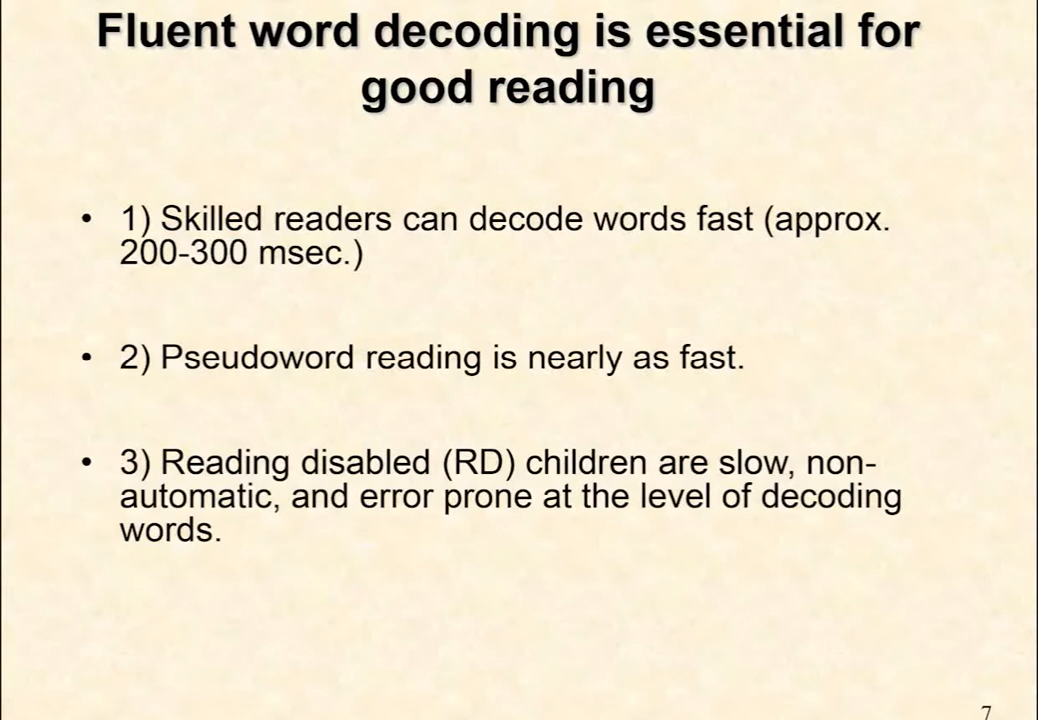 Fluent word decoding is essential for
good reading
• 1) Skilled readers can decode words fast (approx.
200-300 msec.)
• 2) Pseudoword reading is nearly as fast.
• 3) Reading disabled (RD) children are slow, non-
automatic, and error prone at the level of decoding
words.
7